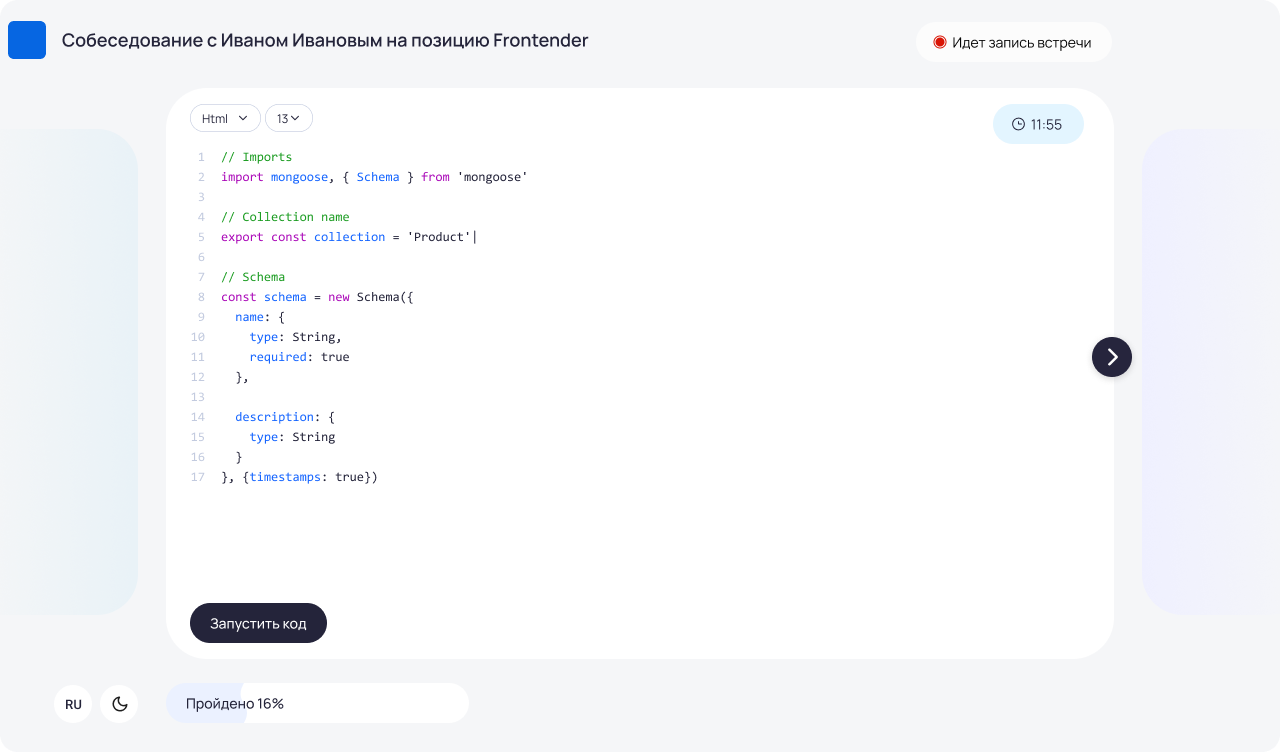 Собеседование с Иваном Ивановым на позицию Frontender
Идет запись встречи
Html
13
11:55
1 // Imports
2 import mongoose, { Schema } from 'mongoose'
3
4 // Collection name
5 export const collection = 'Product'|
6
7 // Schema
8 const schema = new Schema({
9   name: {
10     type: String,
11     required: true
12   },
13
14   description: {
15     type: String
16   }
17 }, {timestamps: true})
Запустить код
RU
Пройдено 16%